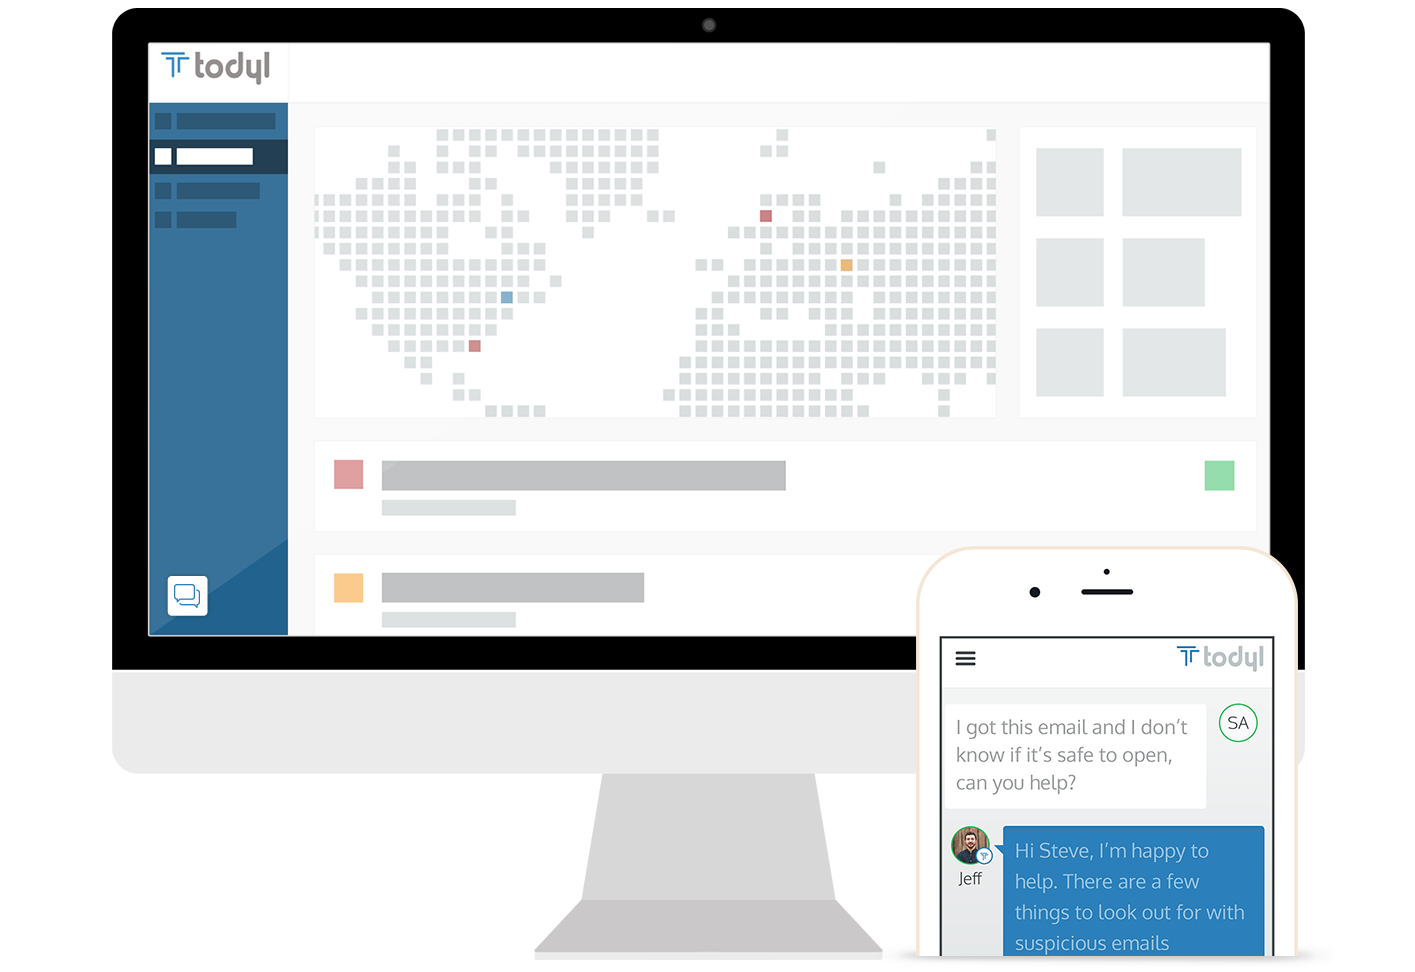 todyl
todyl
I got this email and I don't
know if it's safe to open,
can you help?
SA
Jeff
Hi Steve, I'm happy to
help. There are a few
things to look out for with
suspicious emails